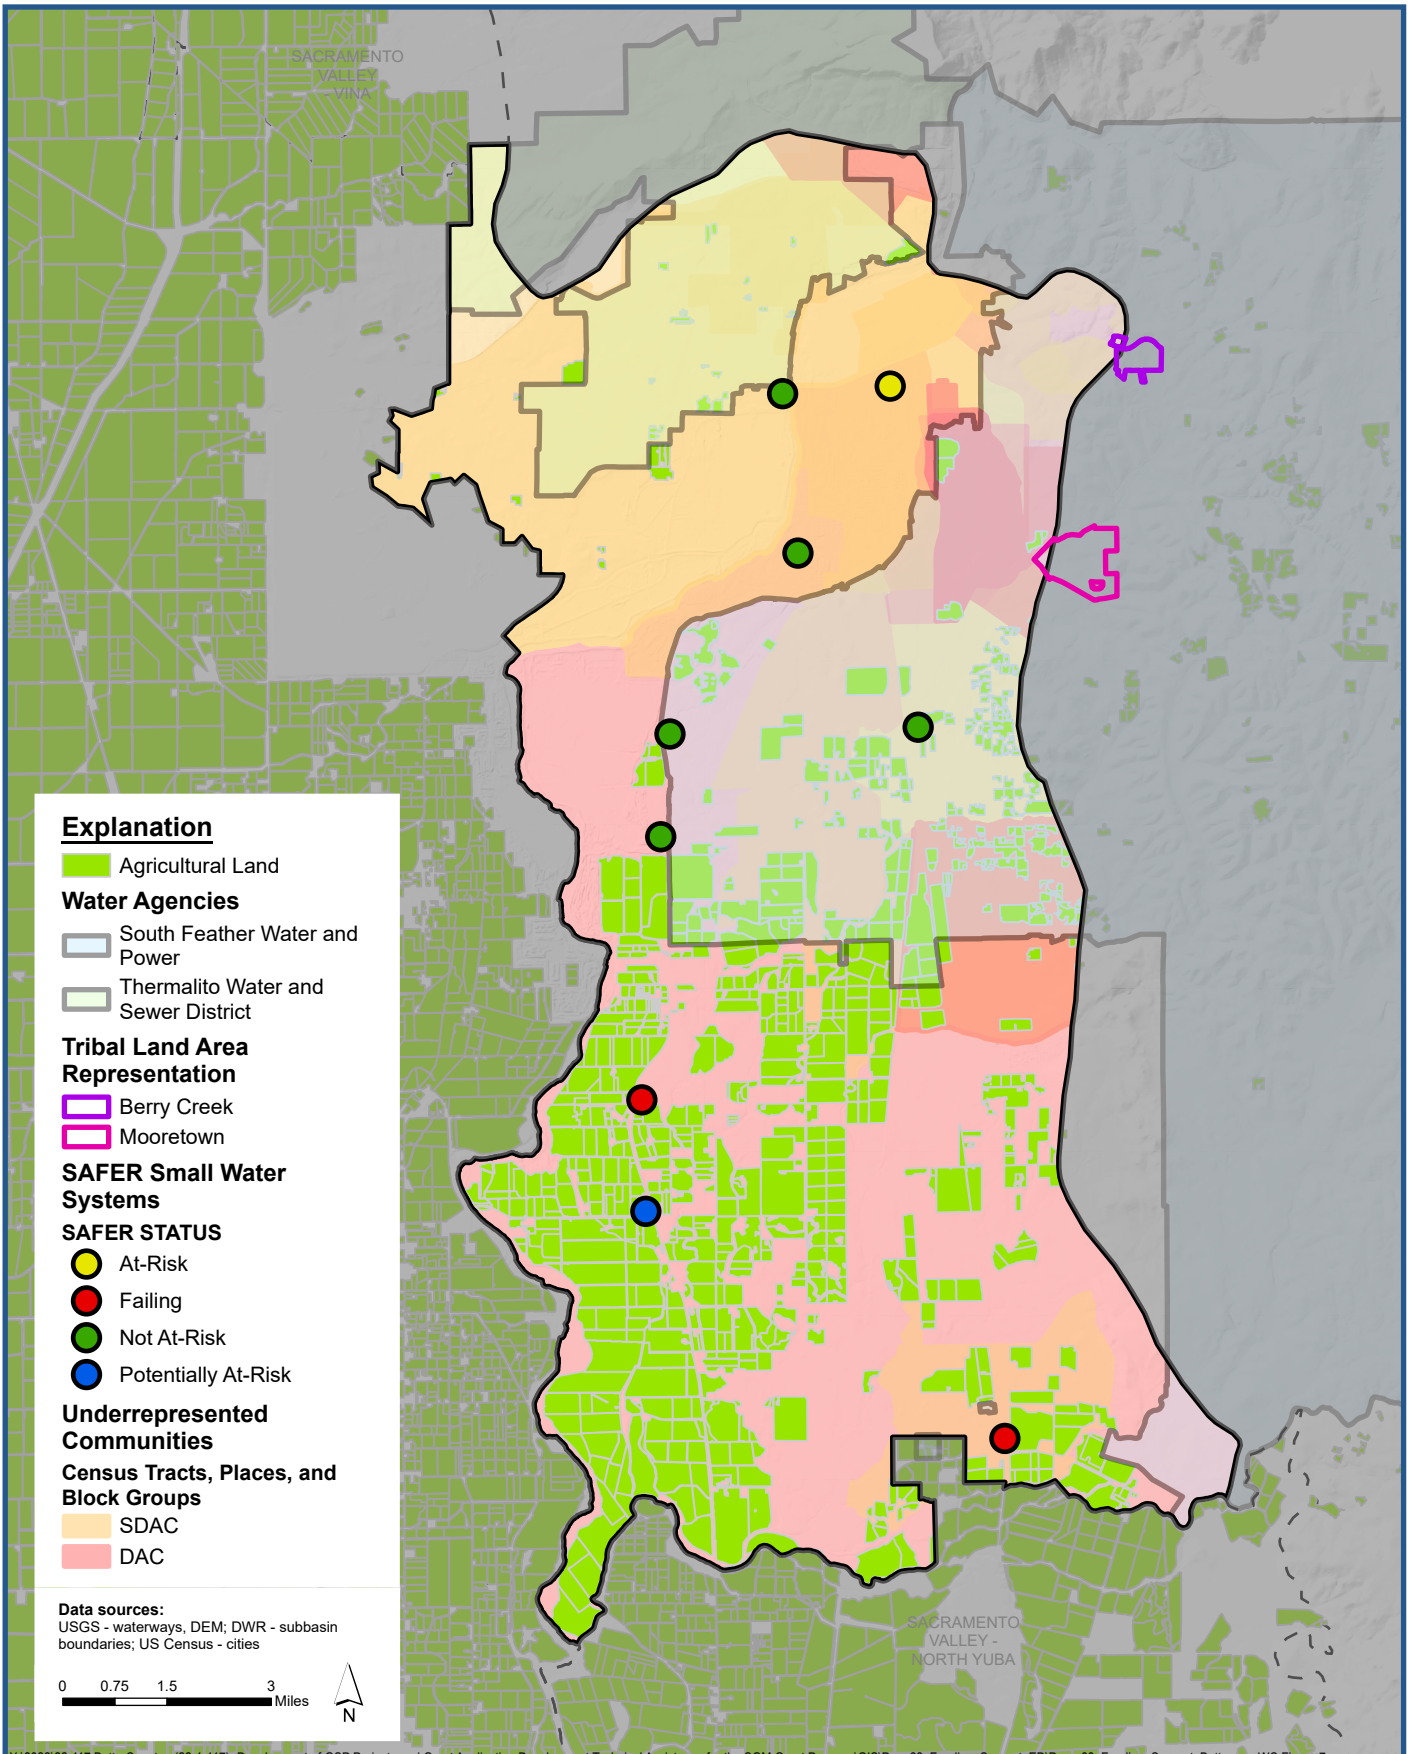 SACRAMENTO
VALLEY
- VINA
Explanation
Agricultural Land
Water Agencies
South Feather Water and
Power
Thermalito Water and
Sewer District
Tribal Land Area
Representation
Berry Creek
Mooretown
SAFER Small Water
Systems
SAFER STATUS
At-Risk
Failing
Not At-Risk
Potentially At-Risk
Underrepresented
Communities
Census Tracts, Places, and
Block Groups
SDAC
DAC
Data sources:
USGS - waterways, DEM; DWR - subbasin
boundaries; US Census - cities
0 0.75 1.5 3
Miles
N
SACRAMENTO
VALLEY -
NORTH YUBA